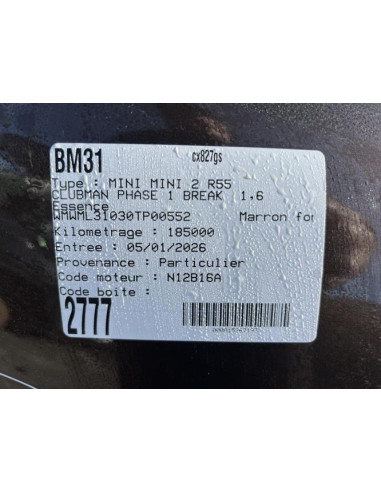 BM31 cx827gs
Type : MINI MINI 2 R55
CLUBMAN PHASE 1 BREAK 1.6
Essence
WMWML31030TP00552 Marron fon
Kilometrage : 185000
Entree : 05/01/2026
Provenance : Particulier
Code moteur : N12B16A
Code boite :
2777